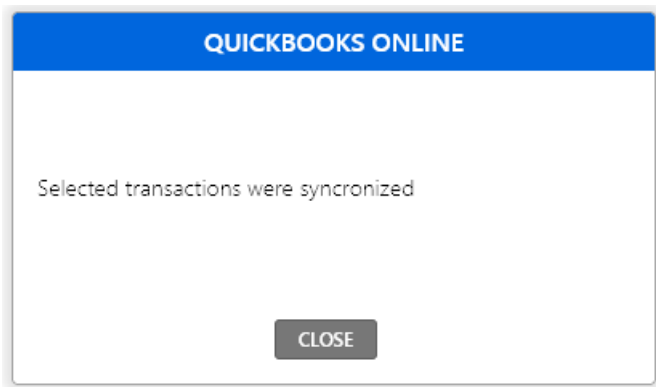 QUICKBOOKS ONLINE
Selected transactions were syncronized
CLOSE